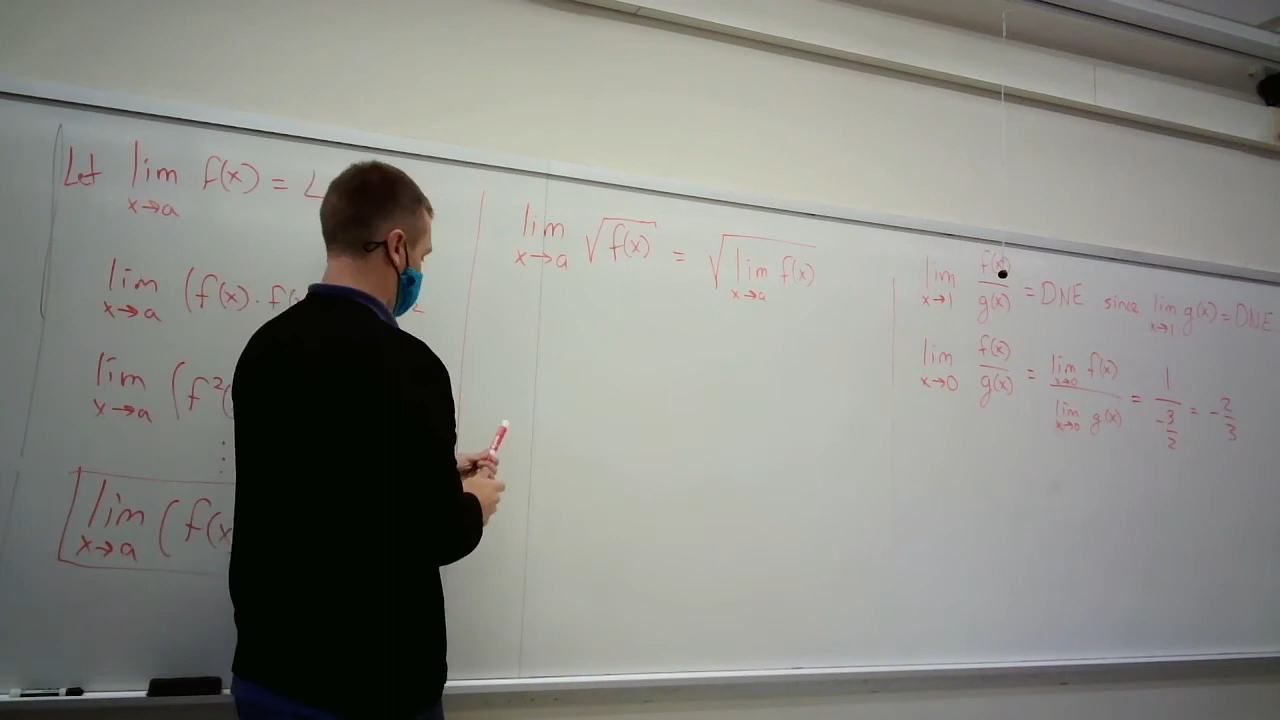 Let lim f(x) = L
x→a
lim (f(x) · f(
x→a
2
lim (f²(
x→a
⋮
lim (f(x
x→a
lim √f(x) = √lim f(x)
x→a x→a
lim f(x)/g(x) = DNE since lim g(x) = DNE
x→1 x→1
lim f(x)/g(x) = lim f(x)/lim g(x) = 1/(-3/2) = -2/3
x→0 x→0 x→0